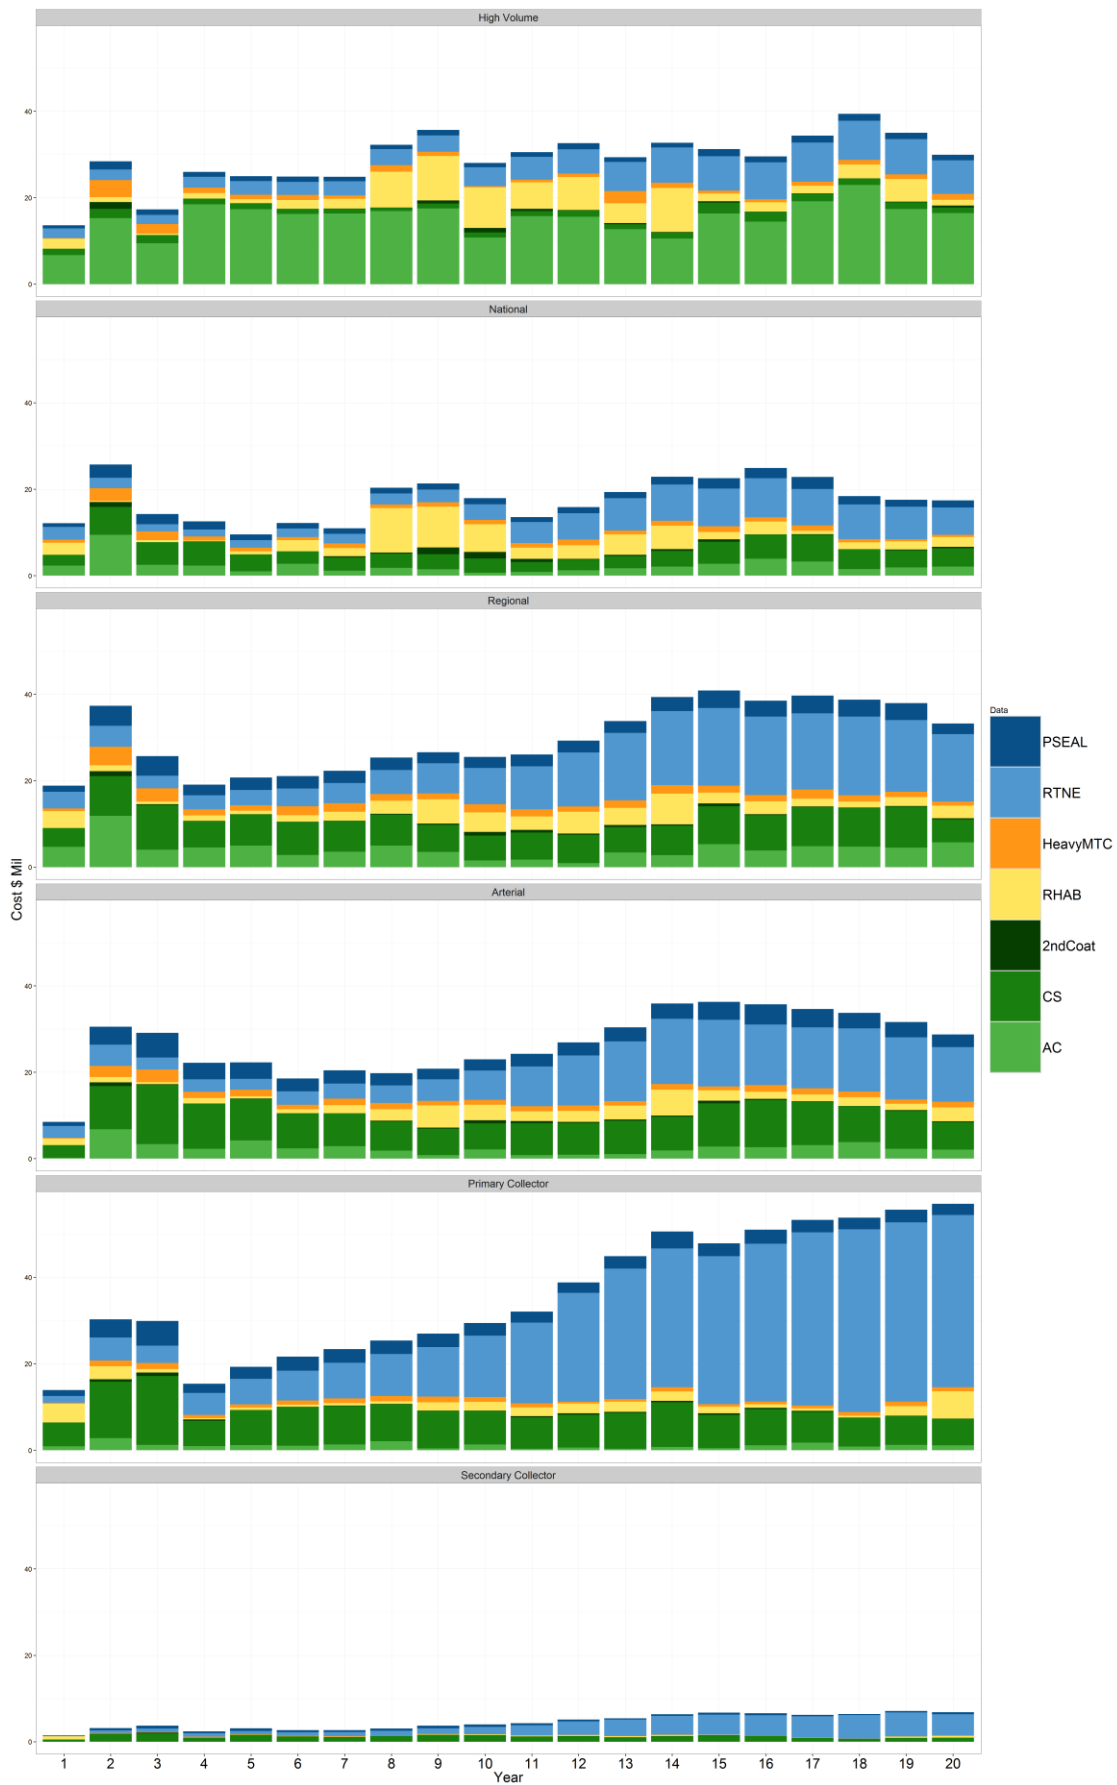 High Volume
40
20
0
National
40
20
0
Regional
40
20
0
Arterial
40
20
0
Primary Collector
40
20
0
Secondary Collector
40
20
0
1 2 3 4 5 6 7 8 9 10 11 12 13 14 15 16 17 18 19 20
Year
Cost $ Mil
Data
PSEAL
RTNE
HeavyMTC
RHAB
2ndCoat
CS
AC